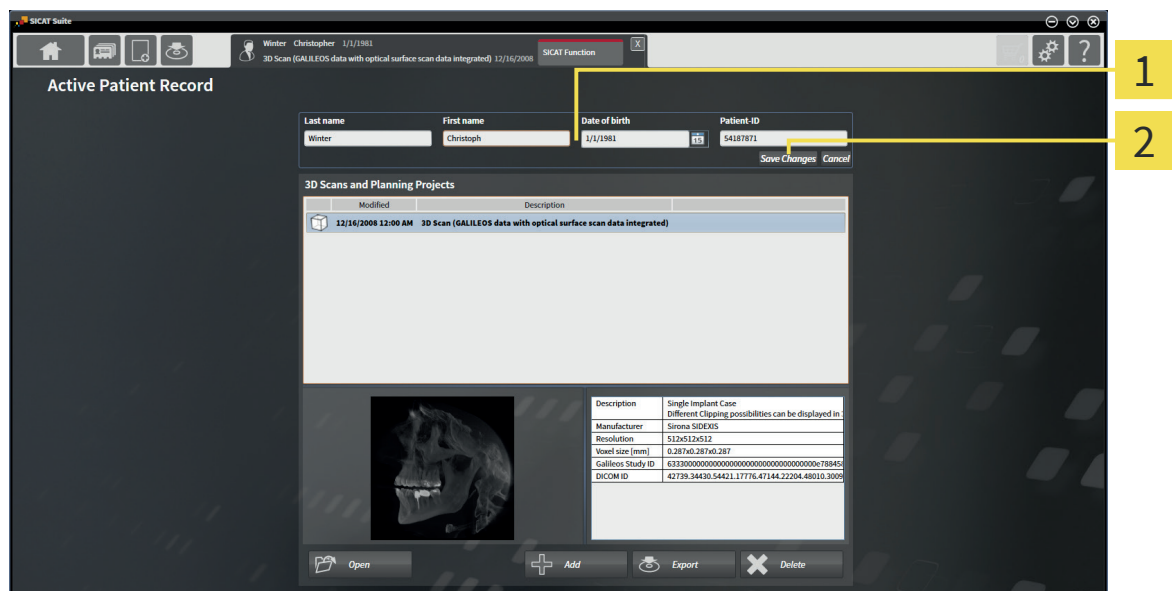 SICAT Suite
Winter Christopher 1/1/1981
3D Scan (GALILEOS data with optical surface scan data integrated) 12/16/2008
SICAT Function
X
?
1
Active Patient Record
Last name First name Date of birth Patient-ID
Winter Christoph 1/1/1981 15 54187871
2
Save Changes Cancel
3D Scans and Planning Projects
Modified Description
12/16/2008 12:00 AM 3D Scan (GALILEOS data with optical surface scan data integrated)
Description Single Implant Case
Different Clipping possibilities can be displayed in
Manufacturer Sirona SIDEXIS
Resolution 512x512x512
Voxel size [mm] 0.287x0.287x0.287
Galileos Study ID
DICOM ID 42739.34430.54421.17776.47144.22204.48010.3009
Open Add Export Delete